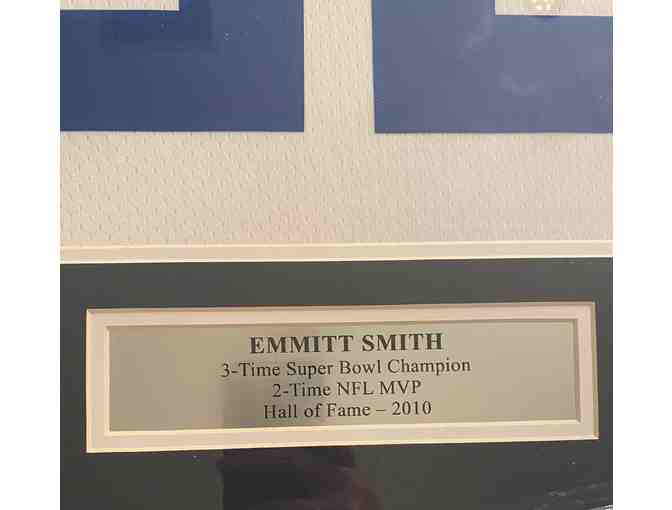 EMMITT SMITH
3-Time Super Bowl Champion
2-Time NFL MVP
Hall of Fame – 2010